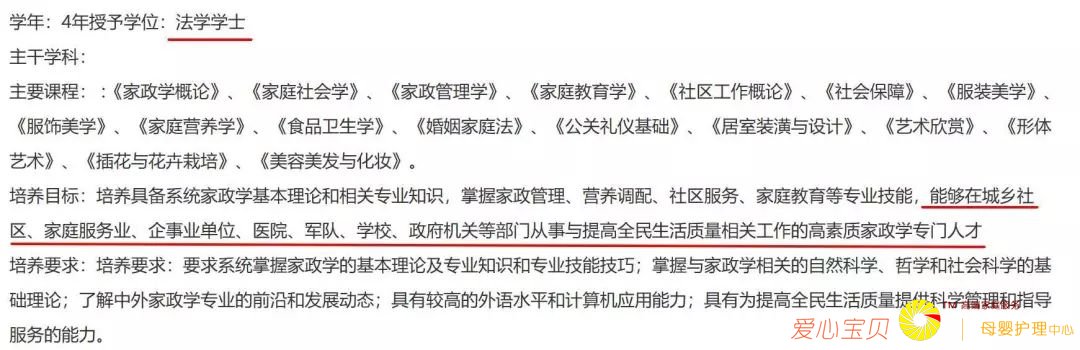 学年：4年授予学位：法学学士
主干学科：
主要课程： ：《家政学概论》、《家庭社会学》、《家政管理学》、《家庭教育学》、《社区工作概论》、《社会保障》、《服装美学》、
《服饰美学》、《家庭营养学》、《食品卫生学》、《婚姻家庭法》、《公关礼仪基础》、《居室装潢与设计》、《艺术欣赏》、《形体
艺术》、《插花与花卉栽培》、《美容美发与化妆》。
培养目标：培养具备系统家政学基本理论和相关专业知识，掌握家政管理、营养调配、社区服务、家庭教育等专业技能，能够在城乡社
区、家庭服务业、企事业单位、医院、军队、学校、政府机关等部门从事与提高全民生活质量相关工作的高素质家政学专门人才
培养要求：培养要求：要求系统掌握家政学的基本理论及专业知识和专业技能技巧；掌握与家政学相关的自然科学、哲学和社会科学的基
础理论；了解中外家政学专业的前沿和发展动态；具有较高的外语水平和计算机应用能力；具有为提高全民生活质量提供科学管理和指导
服务的能力。
TM
爱心宝贝 母婴护理中心